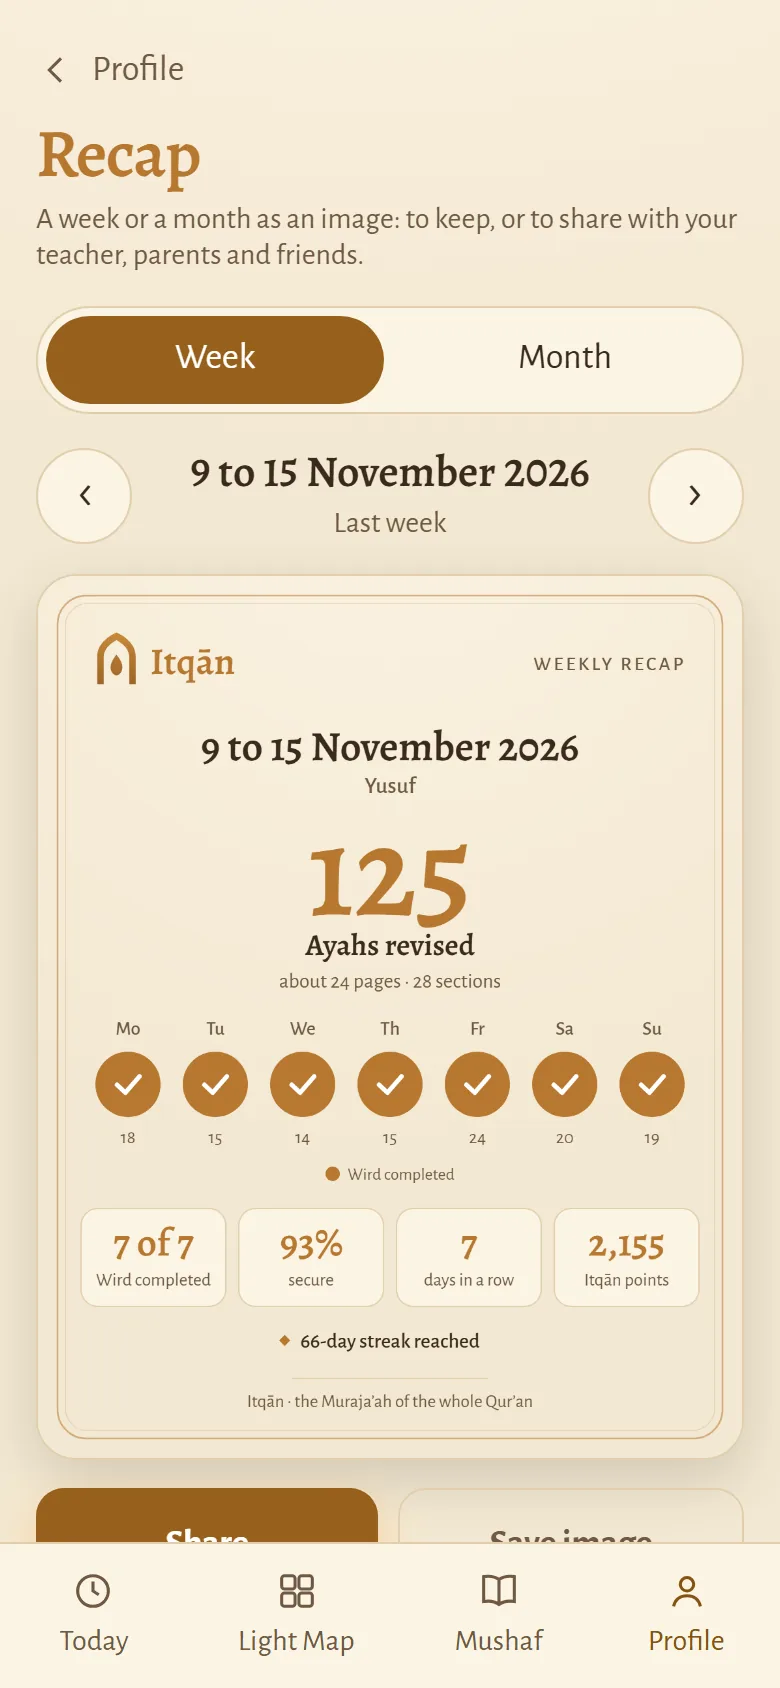 Profile
Recap
A week or a month as an image: to keep, or to share with your
teacher, parents and friends.
Week
Month
9 to 15 November 2026
Last week
Itqān
WEEKLY RECAP
9 to 15 November 2026
Yusuf
125
Ayahs revised
about 24 pages · 28 sections
Mo Tu We Th Fr Sa Su
18 15 14 15 24 20 19
Wird completed
7 of 7 93% 7 2,155
Wird completed secure days in a row Itqān points
66-day streak reached
Itqān · the Muraja’ah of the whole Qur’an
Share Save image
Today Light Map Mushaf Profile